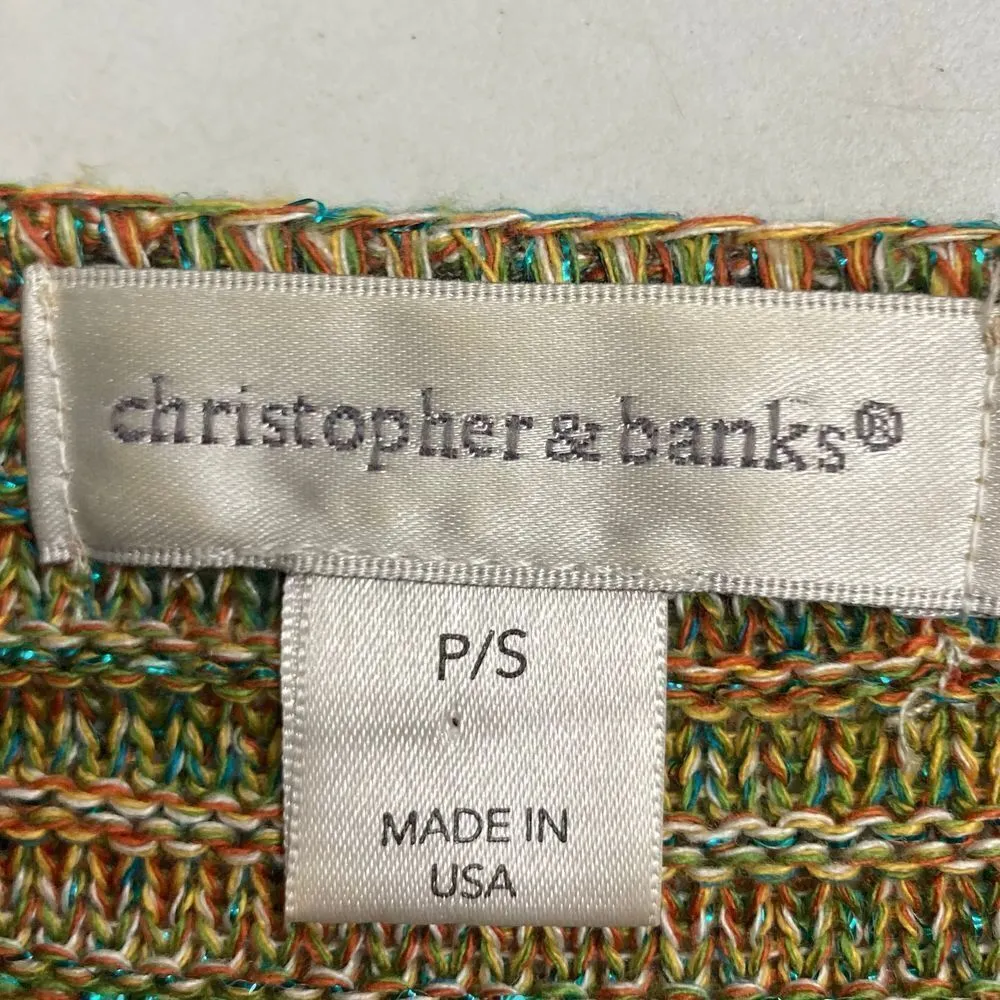 christopher & banks®
P/S
MADE IN
USA